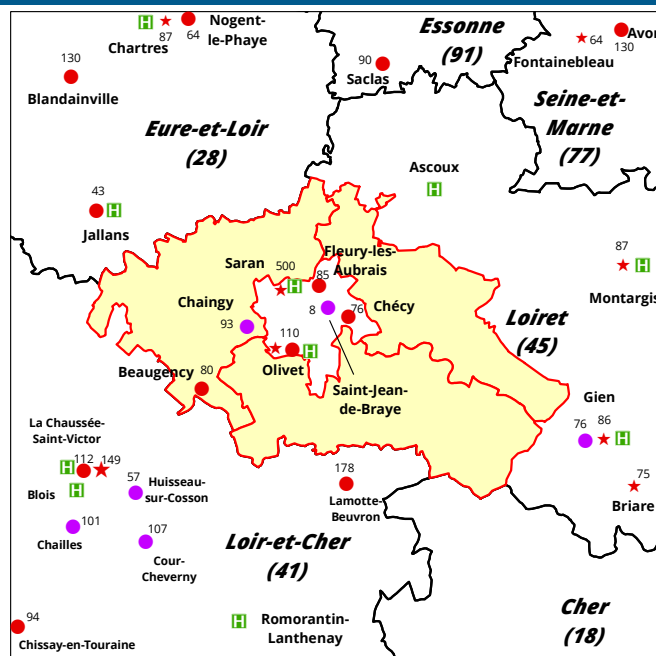 Essonne
(91)
Nogent-
le-Phaye
H
87
64
Chartres
130
Blandainville
90
Saclas
64
Fontainebleau
Avon
130
Seine-et-
Marne
(77)
Eure-et-Loir
(28)
Ascoux
H
43
H
Jallans
Fleury-les-
Aubrais
Saran
500
H
85
87
H
Montargis
Chaingy
93
8
76
Chécy
Loiret
(45)
110
H
Olivet
Beaugency
80
Saint-Jean-
de-Braye
Gien
76
86
H
La Chaussée-
Saint-Victor
H
112
149
Blois
H
57
Huisseau-
sur-Cosson
178
Lamotte-
Beuvron
75
Briare
101
Chailles
107
Cour-
Cheverny
Loir-et-Cher
(41)
94
Chissay-en-Touraine
H
Romorantin-
Lanthenay
Cher
(18)